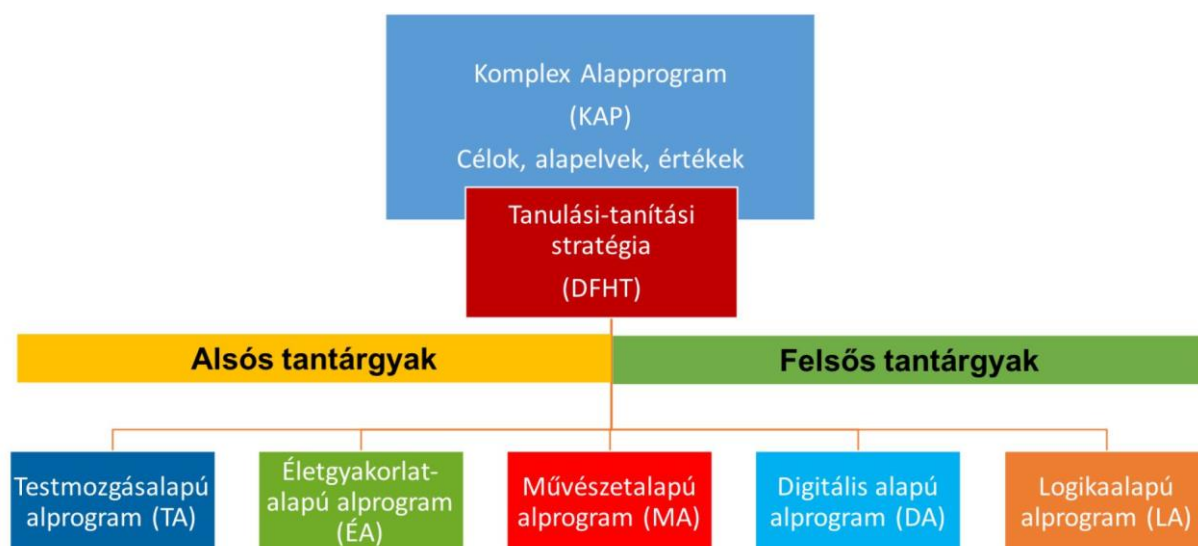 Komplex Alapprogram
(KAP)
Célok, alapelvek, értékek
Tanulási-tanítási
stratégia
(DFHT)
Alsós tantárgyak
Felsős tantárgyak
Testmozgásalapú
alprogram (TA)
Életgyakorlat-
alapú alprogram
(ÉA)
Művészetalapú
alprogram (MA)
Digitális alapú
alprogram (DA)
Logikaalapú
alprogram (LA)